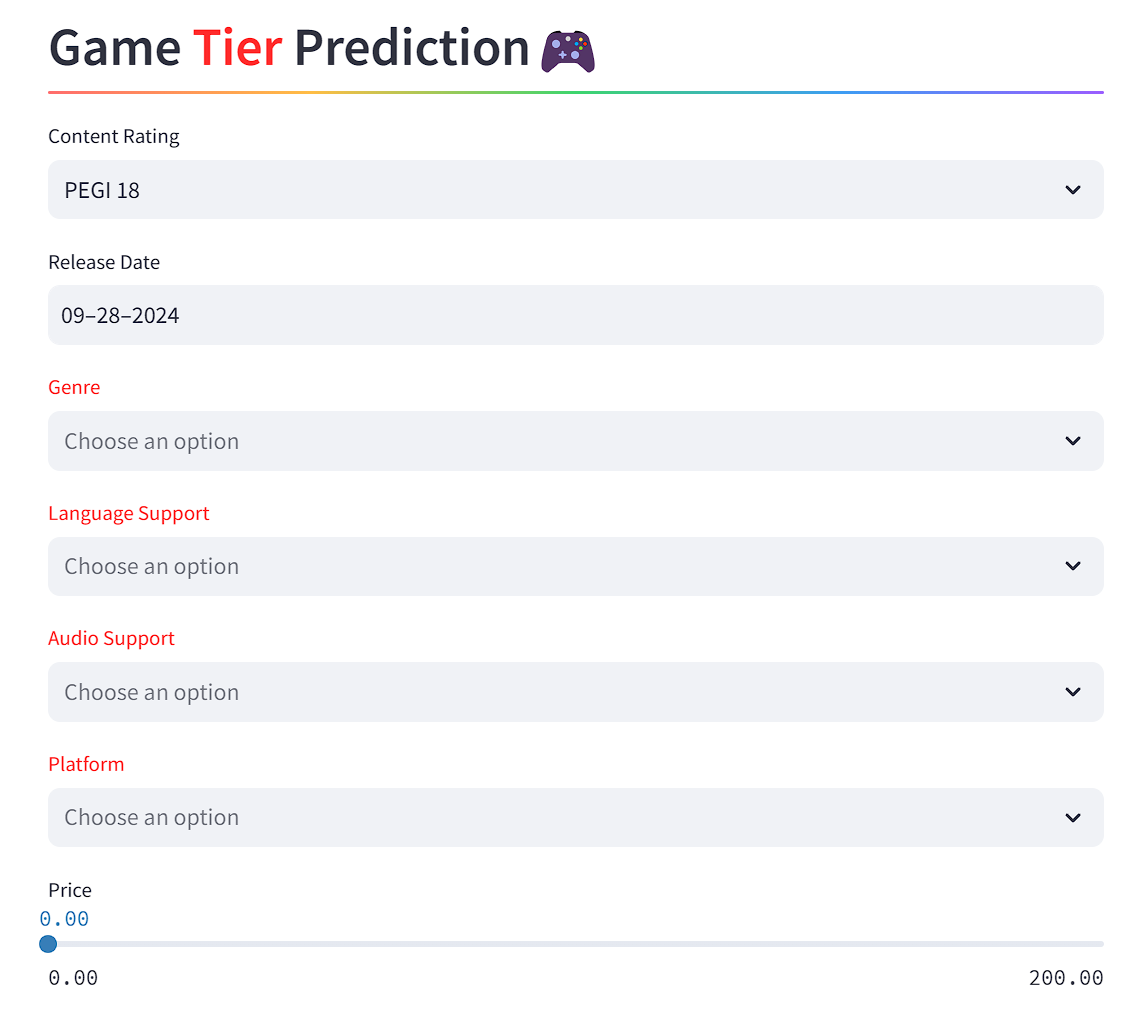 Game Tier Prediction
Content Rating
PEGI 18
Release Date
09–28–2024
Genre
Choose an option
Language Support
Choose an option
Audio Support
Choose an option
Platform
Choose an option
Price
0.00
0.00 200.00